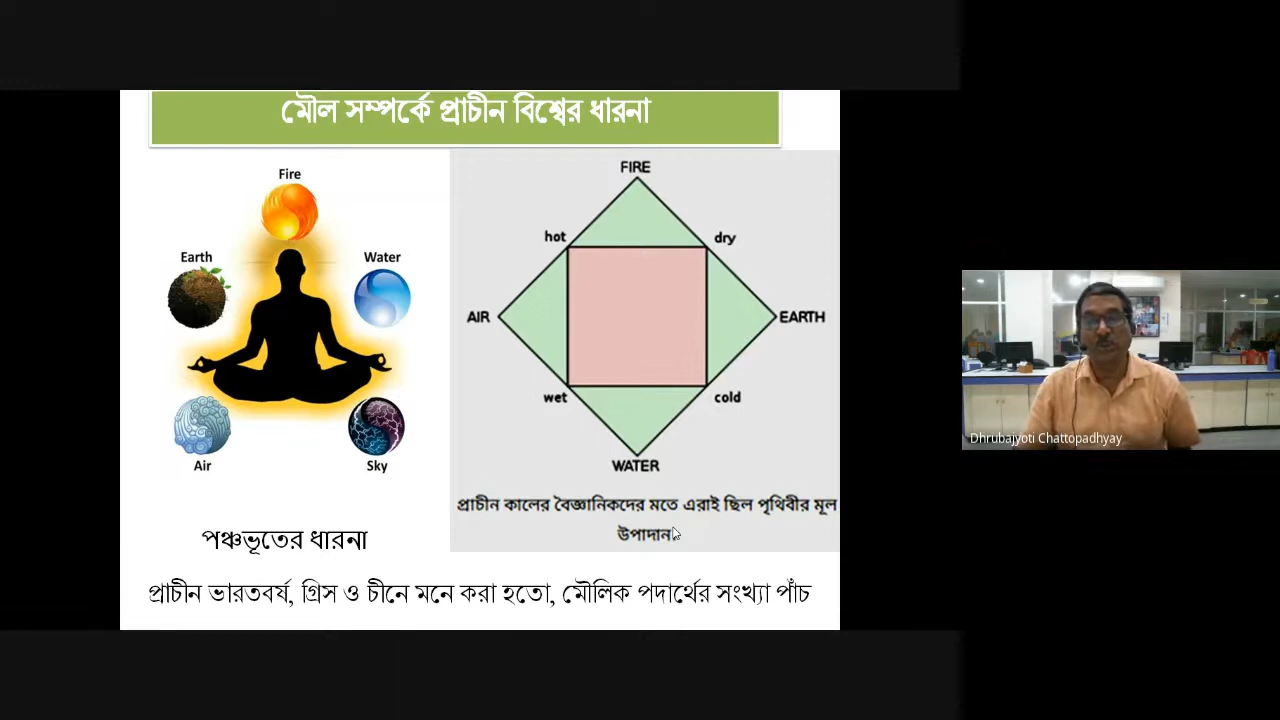 মৌল সম্পর্কে প্রাচীন বিশ্বের ধারনা
Fire
Earth
Water
Air
Sky
পঞ্চভূতের ধারনা
FIRE
hot
dry
AIR
EARTH
wet
cold
WATER
প্রাচীন কালের বৈজ্ঞানিকদের মতে এরাই ছিল পৃথিবীর মূল
উপাদান
প্রাচীন ভারতবর্ষ, গ্রিস ও চীনে মনে করা হতো, মৌলিক পদার্থের সংখ্যা পাঁচ
Dhrubajyoti Chattopadhyay